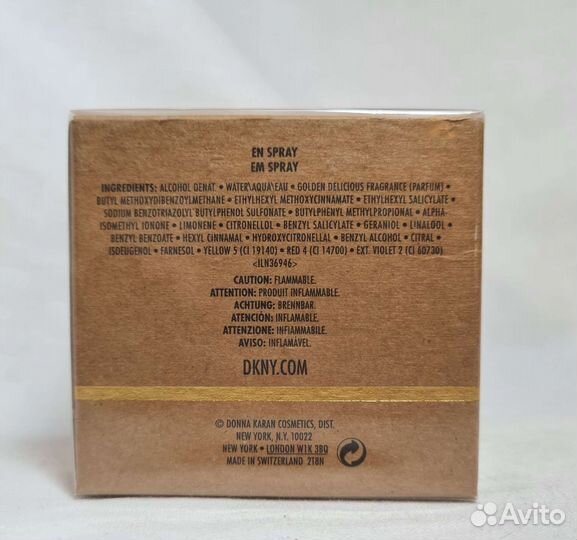 EN SPRAY
EM SPRAY
INGREDIENTS: ALCOHOL DENAT • WATER\AQUA\EAU • GOLDEN DELICIOUS FRAGRANCE (PARFUM) •
BUTYL METHOXYDIBENZOYLMETHANE • ETHYLHEXYL METHOXYCINNAMATE • ETHYLHEXYL SALICYLATE •
SODIUM BENZOTRIAZOLYL BUTYLPHENOL SULFONATE • BUTYLPHENYL METHYLPROPIONAL • ALPHA-
ISOMETHYL IONONE • LIMONENE • CITRONELLOL • BENZYL SALICYLATE • GERANIOL • LINALOOL •
BENZYL BENZOATE • HEXYL CINNAMAL • HYDROXYCITRONELLAL • BENZYL ALCOHOL • CITRAL •
ISOEUGENOL • FARNESOL • YELLOW 5 (CI 19140) • RED 4 (CI 14700) • EXT. VIOLET 2 (CI 60730)
<ILN36946>
CAUTION: FLAMMABLE.
ATTENTION: PRODUIT INFLAMMABLE.
ACHTUNG: BRENNBAR.
ATENCIÓN: INFLAMABLE.
ATTENZIONE: INFIAMMABILE.
AVISO: INFLAMÁVEL.
DKNY.COM
© DONNA KARAN COSMETICS, DIST.
NEW YORK, N.Y. 10022
NEW YORK • LONDON W1K 3BQ
MADE IN SWITZERLAND 2T8N
Avito